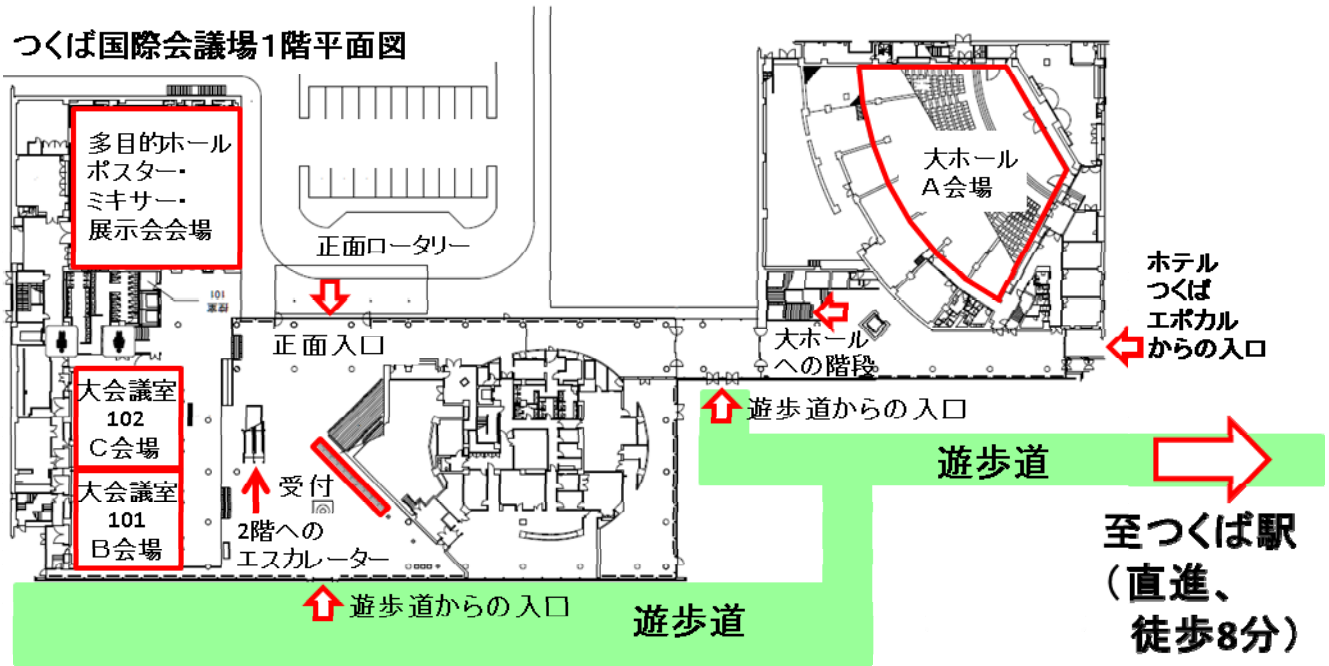 つくば国際会議場1階平面図
多目的ホール
ポスター・
ミキサー・
展示会会場
正面ロータリー
正面入口
101
大会議室
102
C会場
大会議室
101
B会場
受付
2階への
エスカレーター
遊歩道からの入口
遊歩道
大ホール
A会場
大ホール
への階段
ホテル
つくば
エポカル
からの入口
遊歩道からの入口
遊歩道
至つくば駅
（直進、
徒歩8分）